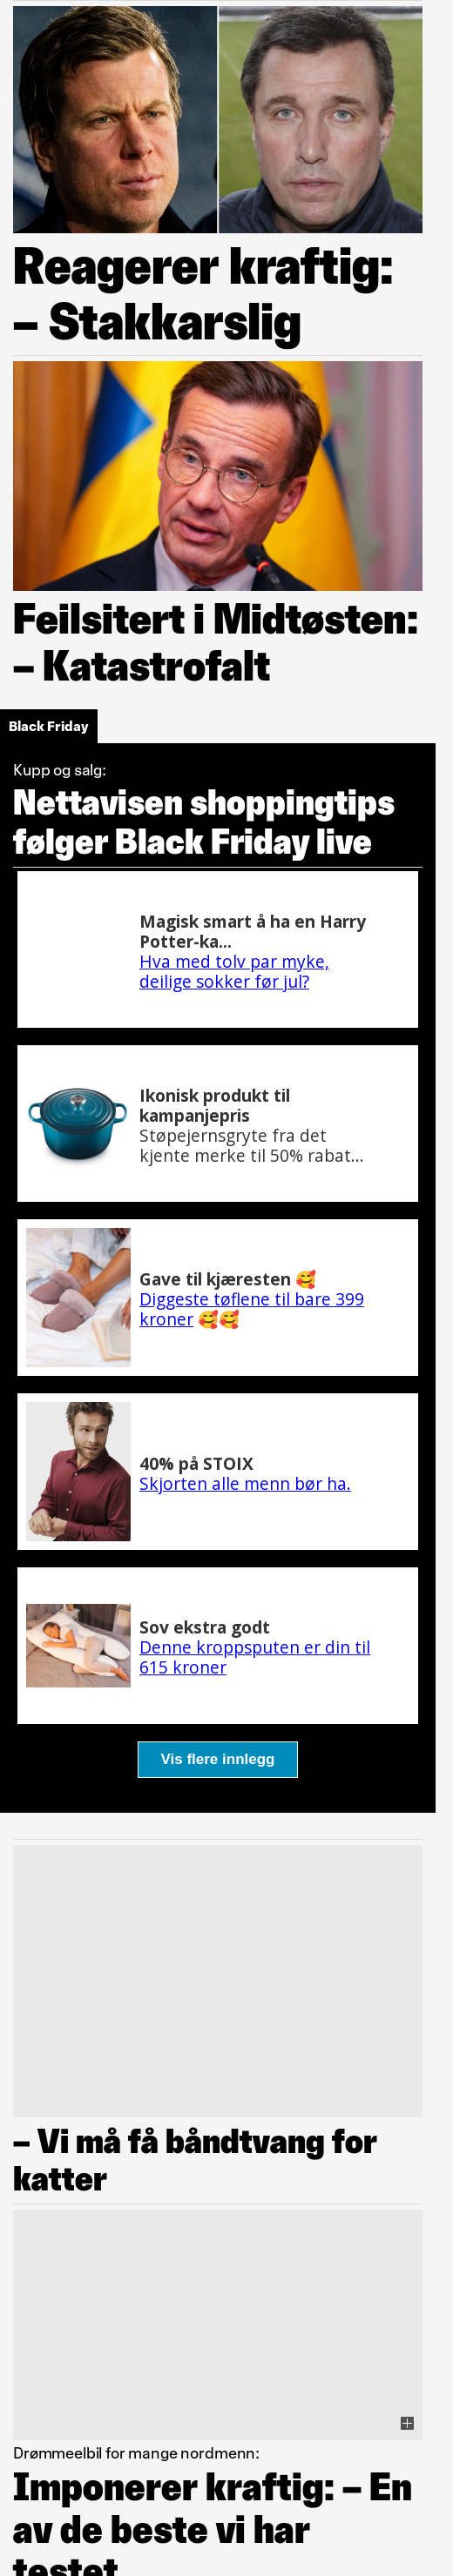 Reagerer kraftig:
– Stakkarslig
Feilsitert i Midtøsten:
– Katastrofalt
Black Friday
Kupp og salg:
Nettavisen shoppingtips
følger Black Friday live
Magisk smart å ha en Harry
Potter-ka...
Hva med tolv par myke,
deilige sokker før jul?
Ikonisk produkt til
kampanjepris
Støpejernsgryte fra det
kjente merke til 50% rabat...
Gave til kjæresten 🥰
Diggeste tøflene til bare 399
kroner 🥰🥰
40% på STOIX
Skjorten alle menn bør ha.
Sov ekstra godt
Denne kroppsputen er din til
615 kroner
Vis flere innlegg
– Vi må få båndtvang for
katter
Drømmeelbil for mange nordmenn:
Imponerer kraftig: – En
av de beste vi har
testet